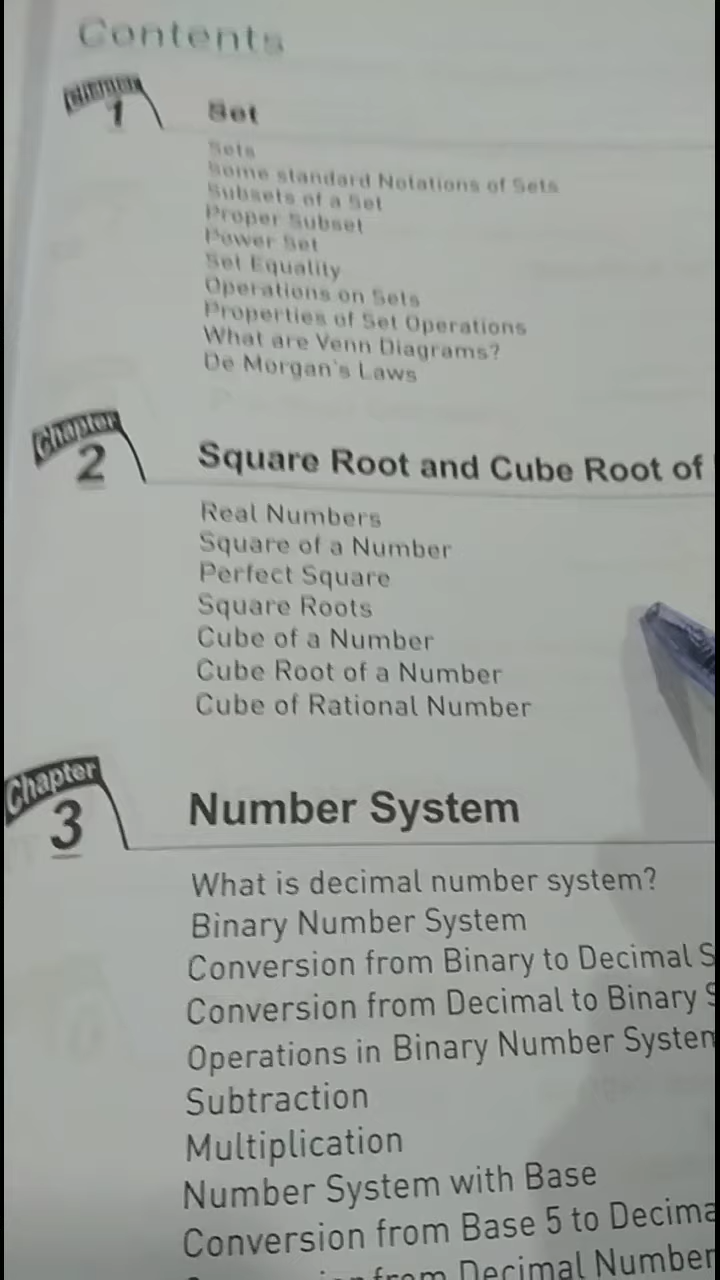 Contents
Chapter 1 Set
Sets
Some standard Notations of Sets
Subsets of a Set
Proper Subset
Power Set
Set Equality
Operations on Sets
Properties of Set Operations
What are Venn Diagrams?
De Morgan's Laws
Chapter 2 Square Root and Cube Root of
Real Numbers
Square of a Number
Perfect Square
Square Roots
Cube of a Number
Cube Root of a Number
Cube of Rational Number
Chapter 3 Number System
What is decimal number system?
Binary Number System
Conversion from Binary to Decimal S
Conversion from Decimal to Binary S
Operations in Binary Number System
Subtraction
Multiplication
Number System with Base
Conversion from Base 5 to Decima
from Decimal Number